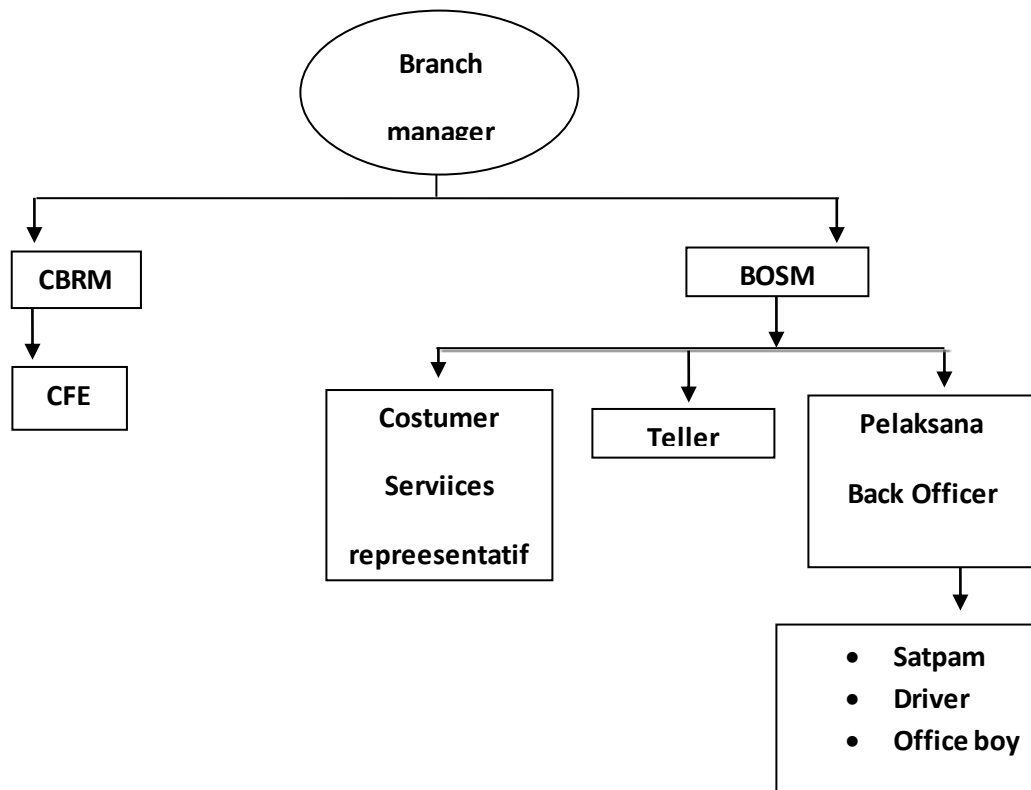 Branch
manager
CBRM
BOSM
CFE
Costumer
Serviices
repreesentatif
Teller
Pelaksana
Back Officer
• Satpam
• Driver
• Office boy